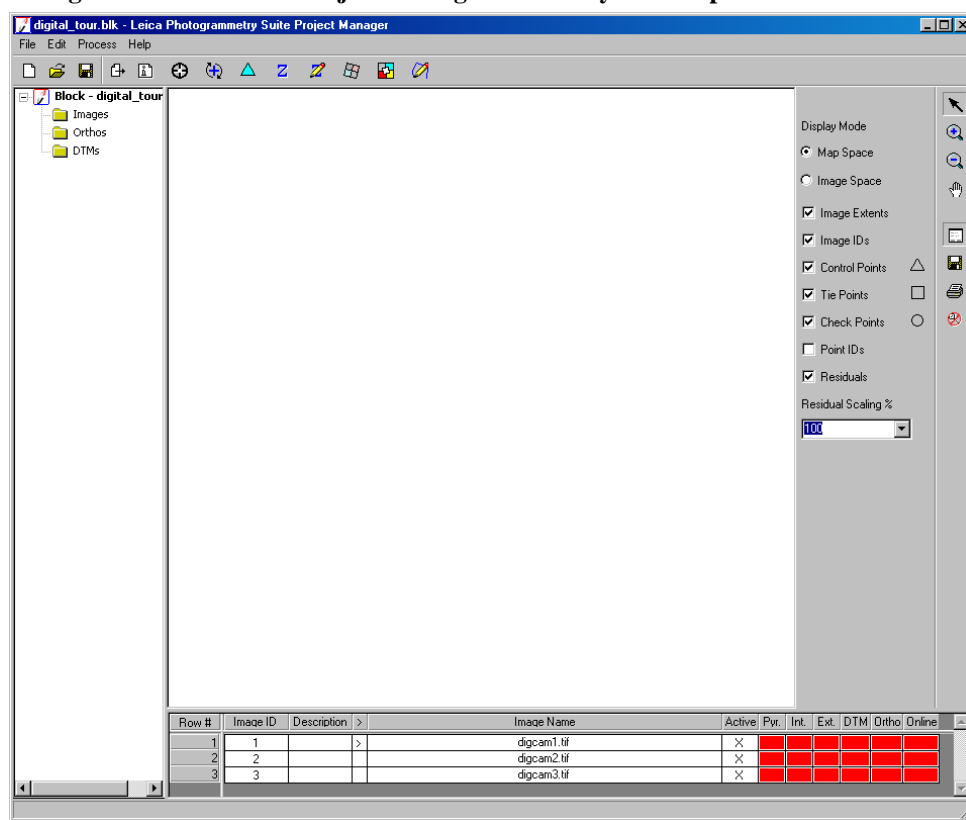 digital_tour.blk - Leica Photogrammetry Suite Project Manager
File Edit Process Help
Block - digital_tour
Images
Orthos
DTMs
Display Mode
Map Space
Image Space
Image Extents
Image IDs
Control Points
Tie Points
Check Points
Point IDs
Residuals
Residual Scaling %
100
Row # Image ID Description > Image Name Active Pyr. Int. Ext. DTM Ortho Online
1 1 > digcam1.tif X
2 2 digcam2.tif X
3 3 digcam3.tif X